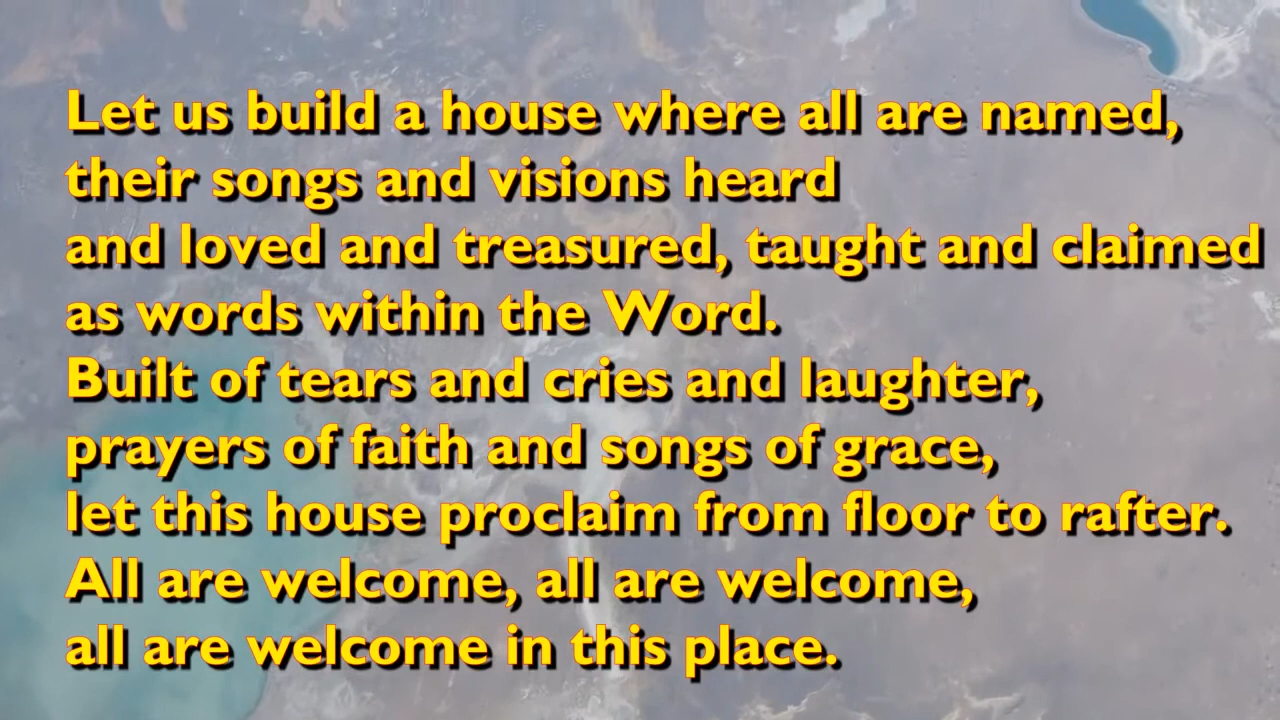 Let us build a house where all are named,
their songs and visions heard
and loved and treasured, taught and claimed
as words within the Word.
Built of tears and cries and laughter,
prayers of faith and songs of grace,
let this house proclaim from floor to rafter.
All are welcome, all are welcome,
all are welcome in this place.